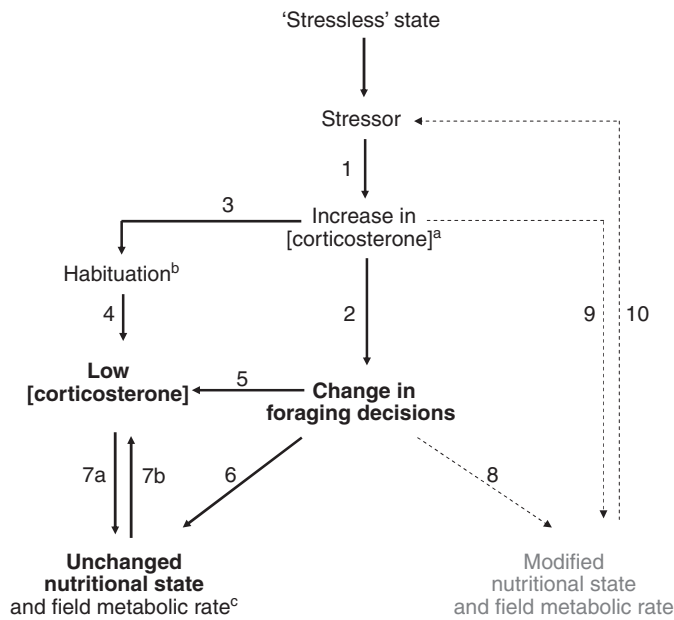 ‘Stressless’ state
Stressor
1
3
Increase in
[corticosterone]ᵃ
Habituationᵇ
4
2
9
10
Low
[corticosterone]
5
Change in
foraging decisions
7a
7b
6
8
Unchanged
nutritional state
and field metabolic rateᶜ
Modified
nutritional state
and field metabolic rate